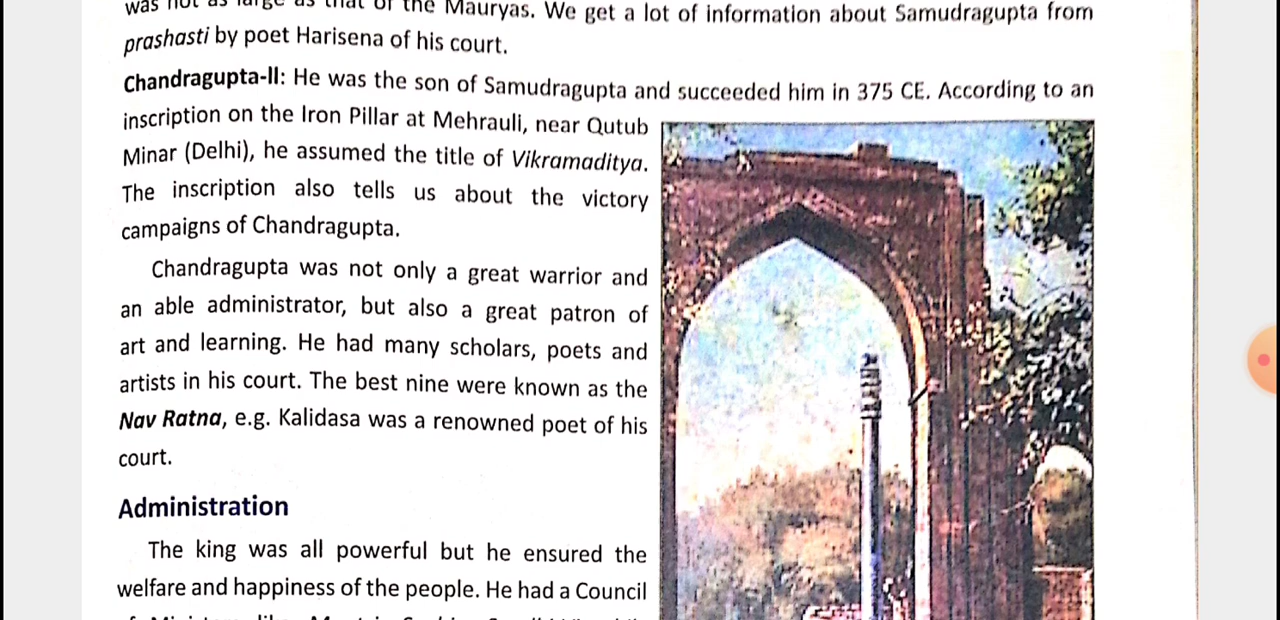 was not as large as that of the Mauryas. We get a lot of information about Samudragupta from
prashasti by poet Harisena of his court.
Chandragupta-II: He was the son of Samudragupta and succeeded him in 375 CE. According to an
inscription on the Iron Pillar at Mehrauli, near Qutub
Minar (Delhi), he assumed the title of Vikramaditya.
The inscription also tells us about the victory
campaigns of Chandragupta.
Chandragupta was not only a great warrior and
an able administrator, but also a great patron of
art and learning. He had many scholars, poets and
artists in his court. The best nine were known as the
Nav Ratna, e.g. Kalidasa was a renowned poet of his
court.
Administration
The king was all powerful but he ensured the
welfare and happiness of the people. He had a Council